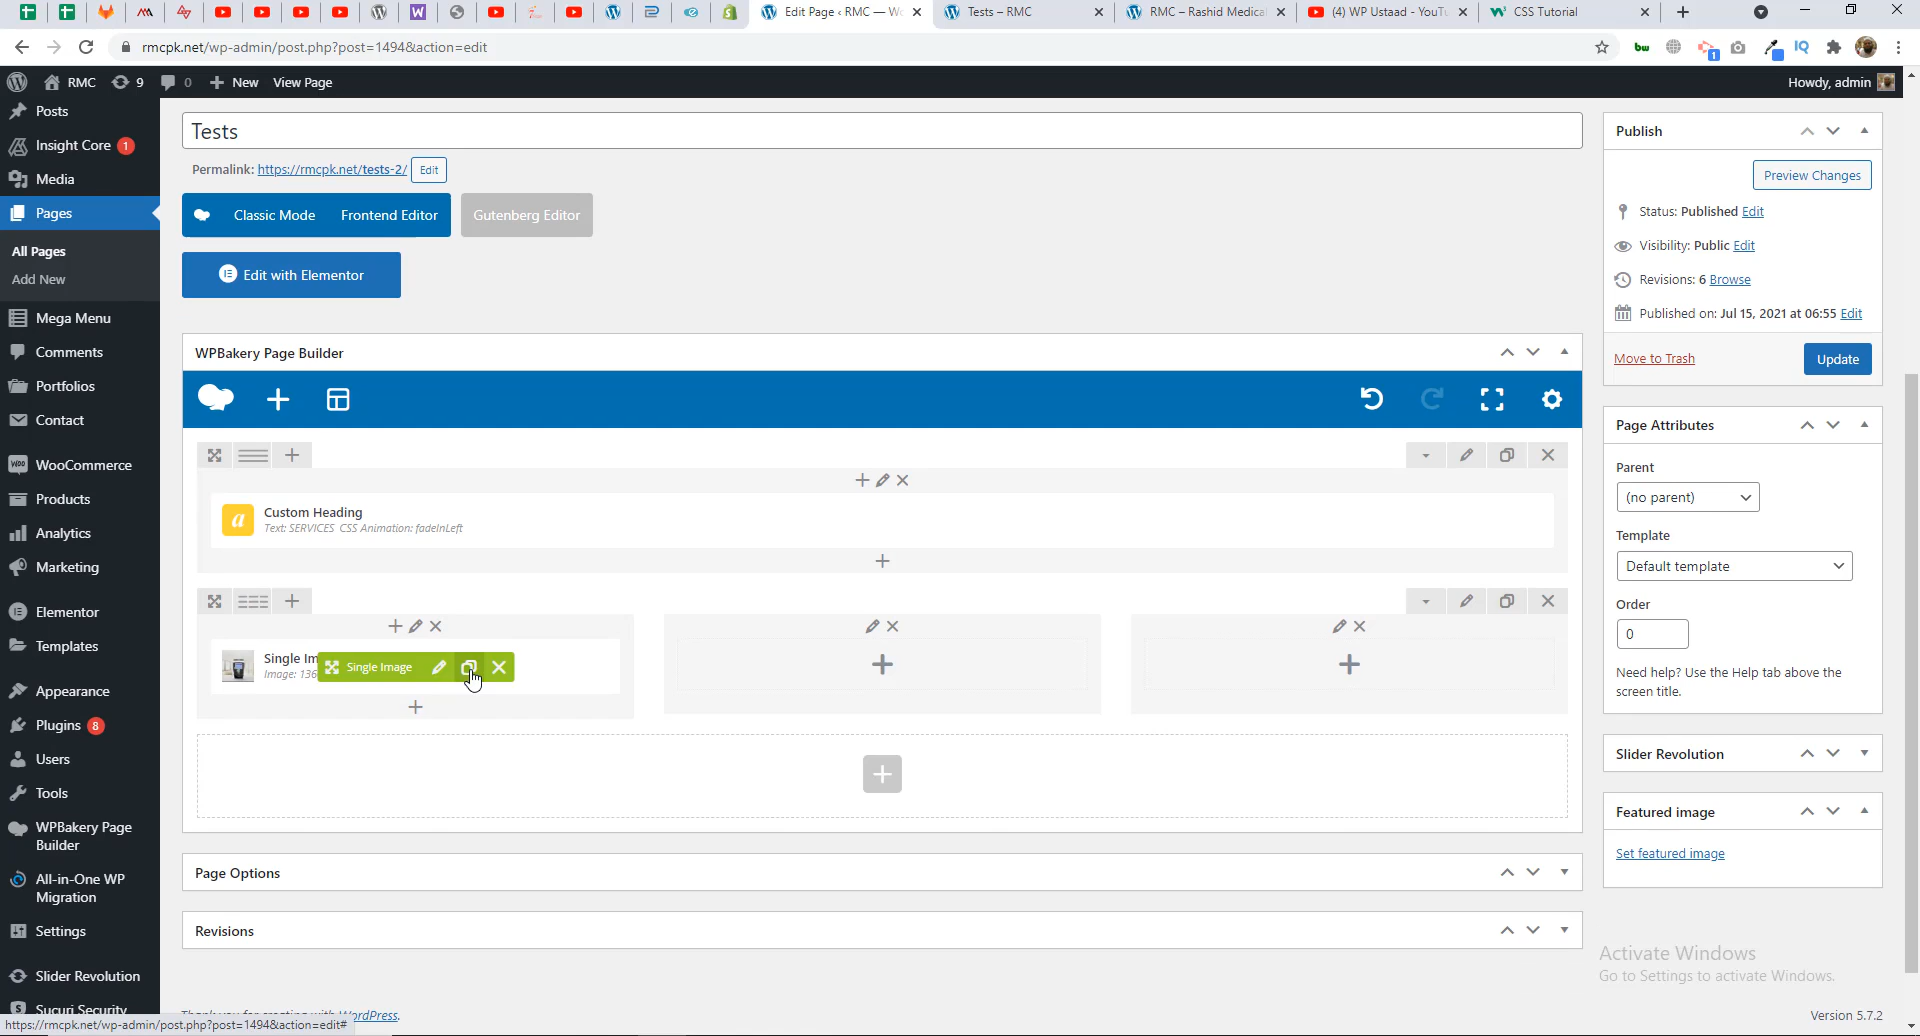 Edit Page ‹ RMC — Wo
Tests – RMC
RMC – Rashid Medical
(4) WP Ustaad - YouTu
CSS Tutorial
rmcpk.net/wp-admin/post.php?post=1494&action=edit
bw
1
IQ
RMC
9
0
New
View Page
Howdy, admin
Posts
Insight Core 1
Media
Pages
All Pages
Add New
Mega Menu
Comments
Portfolios
Contact
WooCommerce
Products
Analytics
Marketing
Elementor
Templates
Appearance
Plugins 8
Users
Tools
WPBakery Page
Builder
All-in-One WP
Migration
Settings
Slider Revolution
Sucuri Security
Tests
Permalink: https://rmcpk.net/tests-2/ Edit
Classic Mode
Frontend Editor
Gutenberg Editor
Edit with Elementor
WPBakery Page Builder
Custom Heading
Text: SERVICES CSS Animation: fadeInLeft
Single Im
Image: 136
Single Image
Page Options
Revisions
WordPress.
Version 5.7.2
Publish
Preview Changes
Status: Published Edit
Visibility: Public Edit
Revisions: 6 Browse
Published on: Jul 15, 2021 at 06:55 Edit
Move to Trash
Update
Page Attributes
Parent
(no parent)
Template
Default template
Order
0
Need help? Use the Help tab above the
screen title.
Slider Revolution
Featured image
Set featured image
Activate Windows
Go to Settings to activate Windows.
https://rmcpk.net/wp-admin/post.php?post=1494&action=edit#